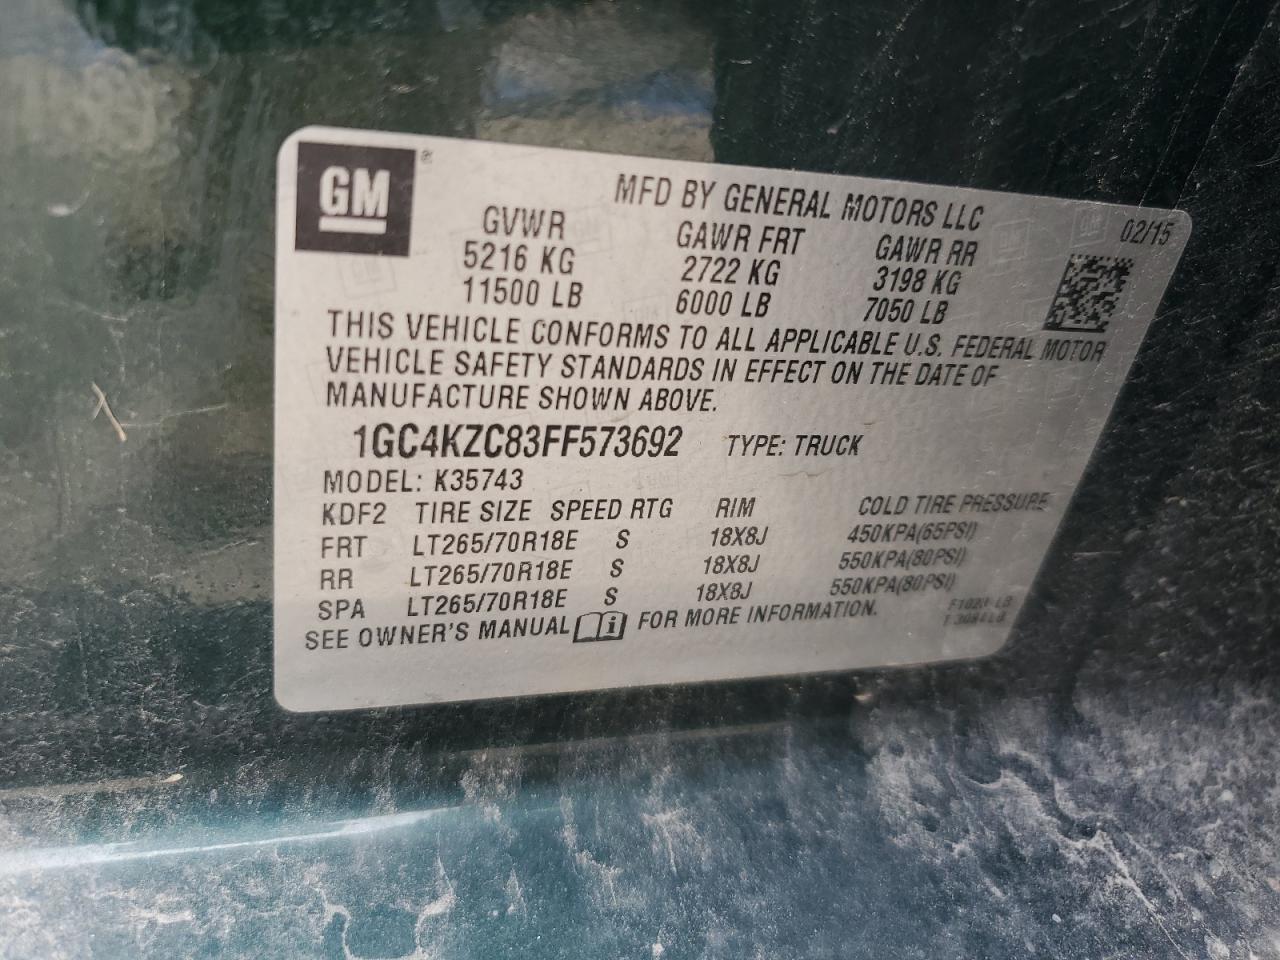 GM
MFD BY GENERAL MOTORS LLC
02/15
GVWR GAWR FRT GAWR RR
5216 KG 2722 KG 3198 KG
11500 LB 6000 LB 7050 LB
THIS VEHICLE CONFORMS TO ALL APPLICABLE U.S. FEDERAL MOTOR
VEHICLE SAFETY STANDARDS IN EFFECT ON THE DATE OF
MANUFACTURE SHOWN ABOVE.
1GC4KZC83FF573692 TYPE: TRUCK
MODEL: K35743
KDF2 TIRE SIZE SPEED RTG RIM COLD TIRE PRESSURE
FRT LT265/70R18E S 18X8J 450KPA(65PSI)
RR LT265/70R18E S 18X8J 550KPA(80PSI)
SPA LT265/70R18E S 18X8J 550KPA(80PSI)
SEE OWNER'S MANUAL FOR MORE INFORMATION.